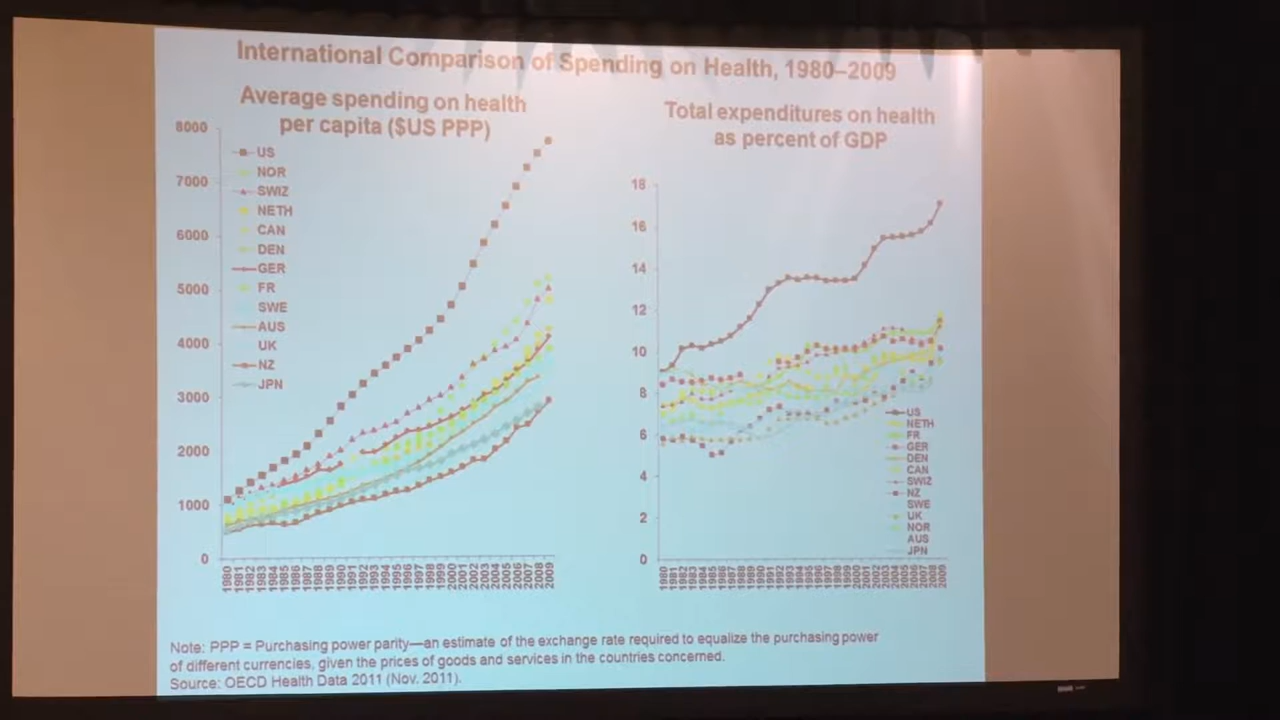 International Comparison of Spending on Health, 1980–2009
Average spending on health
per capita ($US PPP)
8000
7000
6000
5000
4000
3000
2000
1000
0
US
NOR
SWIZ
NETH
CAN
DEN
GER
FR
SWE
AUS
UK
NZ
JPN
1980 1981 1982 1983 1984 1985 1986 1987 1988 1989 1990 1991 1992 1993 1994 1995 1996 1997 1998 1999 2000 2001 2002 2003 2004 2005 2006 2007 2008 2009
Total expenditures on health
as percent of GDP
18
16
14
12
10
8
6
4
2
0
US
NETH
FR
GER
DEN
CAN
SWIZ
NZ
SWE
UK
NOR
AUS
JPN
1980 1981 1982 1983 1984 1985 1986 1987 1988 1989 1990 1991 1992 1993 1994 1995 1996 1997 1998 1999 2000 2001 2002 2003 2004 2005 2006 2007 2008 2009
Note: PPP = Purchasing power parity—an estimate of the exchange rate required to equalize the purchasing power
of different currencies, given the prices of goods and services in the countries concerned.
Source: OECD Health Data 2011 (Nov. 2011).